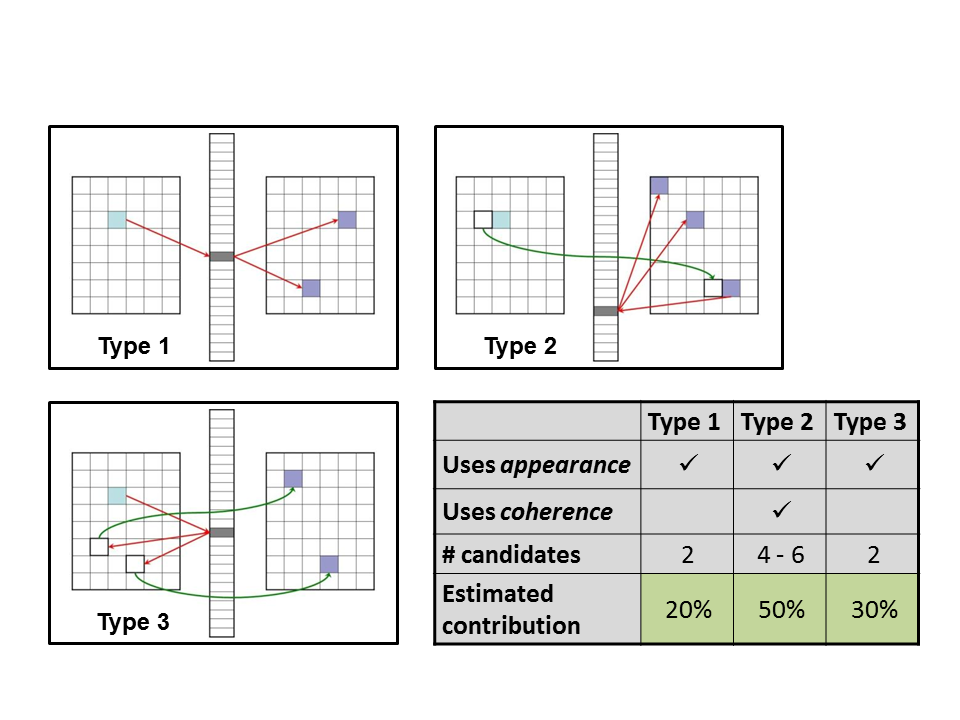 Type 1
Type 2
Type 3
Type 1 Type 2 Type 3
Uses appearance ✓ ✓ ✓
Uses coherence ✓
# candidates 2 4 - 6 2
Estimated
contribution 20% 50% 30%